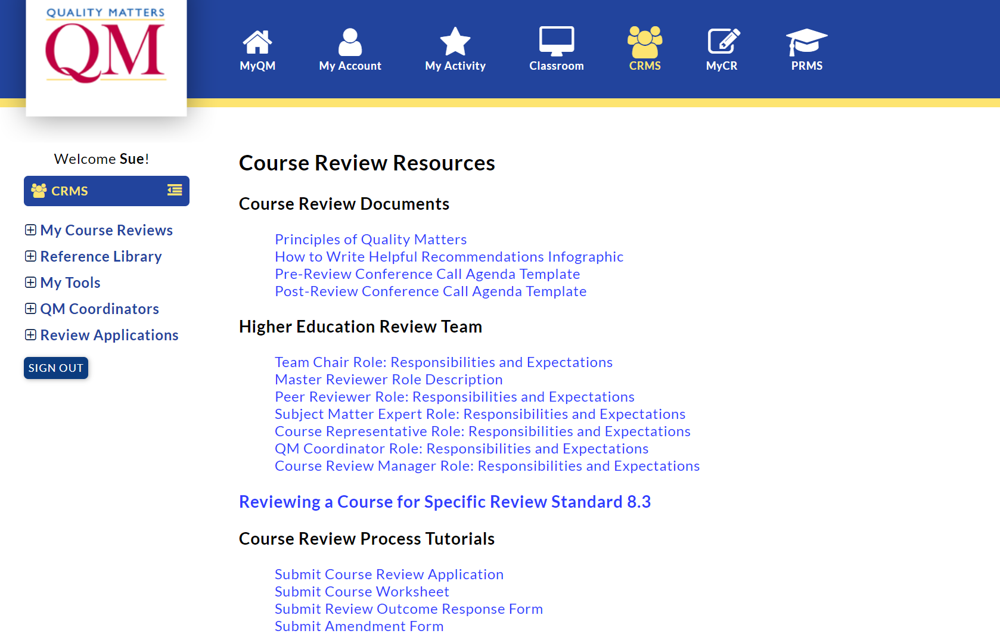 QUALITY MATTERS
QM
MyQM
My Account
My Activity
Classroom
CRMS
MyCR
PRMS
Welcome Sue!
CRMS
My Course Reviews
Reference Library
My Tools
QM Coordinators
Review Applications
SIGN OUT
Course Review Resources
Course Review Documents
Principles of Quality Matters
How to Write Helpful Recommendations Infographic
Pre-Review Conference Call Agenda Template
Post-Review Conference Call Agenda Template
Higher Education Review Team
Team Chair Role: Responsibilities and Expectations
Master Reviewer Role Description
Peer Reviewer Role: Responsibilities and Expectations
Subject Matter Expert Role: Responsibilities and Expectations
Course Representative Role: Responsibilities and Expectations
QM Coordinator Role: Responsibilities and Expectations
Course Review Manager Role: Responsibilities and Expectations
Reviewing a Course for Specific Review Standard 8.3
Course Review Process Tutorials
Submit Course Review Application
Submit Course Worksheet
Submit Review Outcome Response Form
Submit Amendment Form